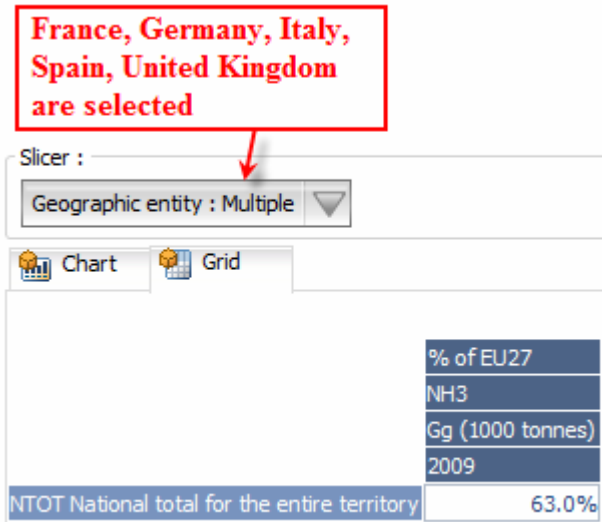 France, Germany, Italy,
Spain, United Kingdom
are selected
Slicer :
Geographic entity : Multiple
Chart
Grid
% of EU27
NH3
Gg (1000 tonnes)
2009
NTOT National total for the entire territory
63.0%